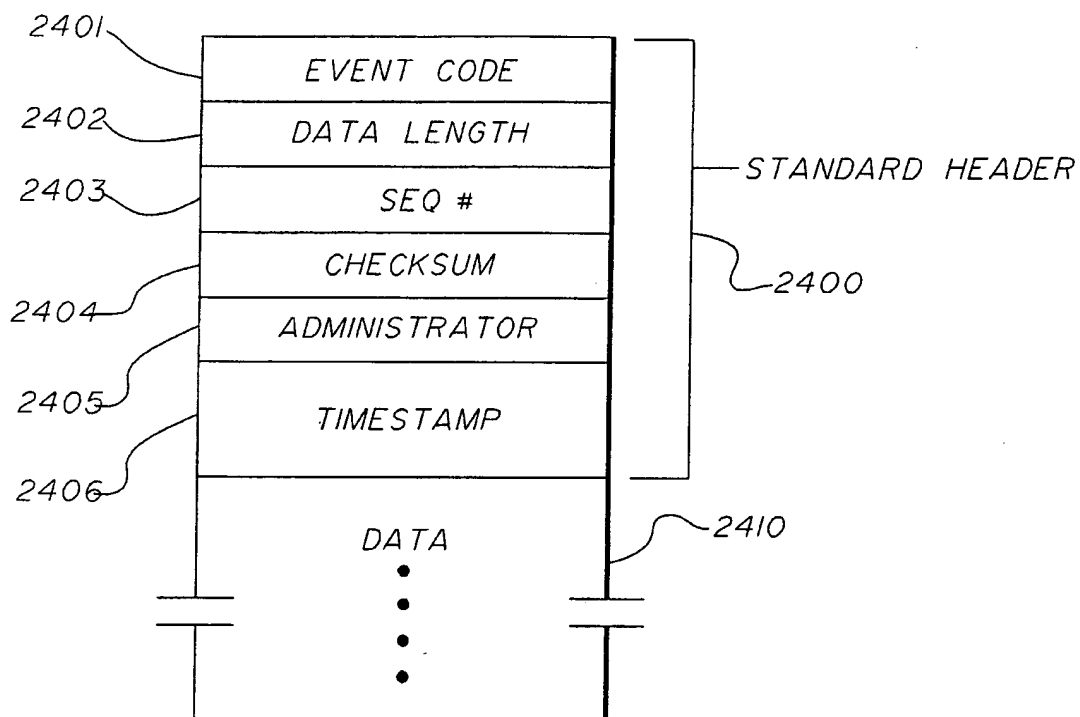 2401
EVENT CODE
2402
DATA LENGTH
2403
SEQ #
STANDARD HEADER
2404
CHECKSUM
2400
2405
ADMINISTRATOR
2406
TIMESTAMP
2410
DATA